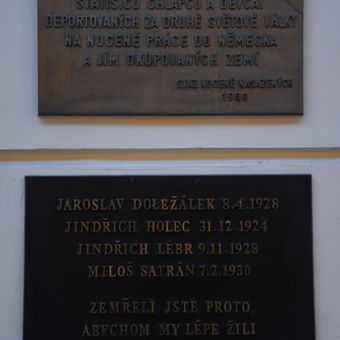 STATISÍCŮ CHLAPCŮ A DĚVČAT
DEPORTOVANÝCH ZA DRUHÉ SVĚTOVÉ VÁLKY
NA NUCENÉ PRÁCE DO NĚMECKA
A JÍM OKUPOVANÝCH ZEMÍ
SVAZ NUCENĚ NASAZENÝCH
1998
JAROSLAV DOLEŽÁLEK 8.4.1928
JINDŘICH HOLEC 31.12.1924
JINDŘICH LÉBR 9.11.1928
MILOŠ SATRÁN 7.2.1930
ZEMŘELI JSTE PROTO,
ABYCHOM MY LÉPE ŽILI